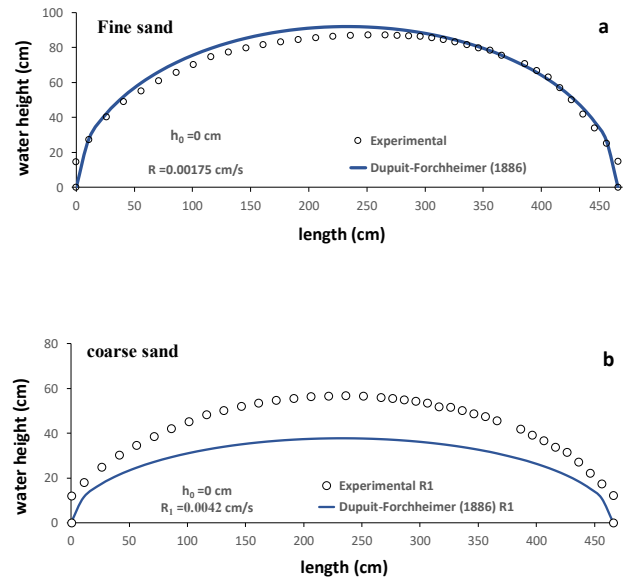 Fine sand
a
100
80
60
40
20
0
water height (cm)
h0 =0 cm
R =0.00175 cm/s
Experimental
Dupuit-Forchheimer (1886)
0 50 100 150 200 250 300 350 400 450
length (cm)
coarse sand
b
80
60
40
20
0
water height (cm)
h0 =0 cm
R1 =0.0042 cm/s
Experimental R1
Dupuit-Forchheimer (1886) R1
0 50 100 150 200 250 300 350 400 450
length (cm)